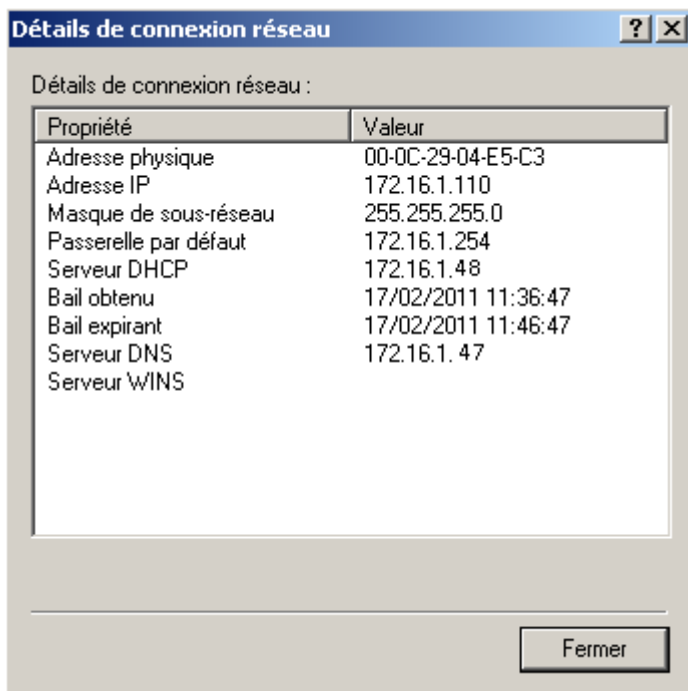 Détails de connexion réseau
Détails de connexion réseau :
Propriété Valeur
Adresse physique 00-0C-29-04-E5-C3
Adresse IP 172.16.1.110
Masque de sous-réseau 255.255.255.0
Passerelle par défaut 172.16.1.254
Serveur DHCP 172.16.1.48
Bail obtenu 17/02/2011 11:36:47
Bail expirant 17/02/2011 11:46:47
Serveur DNS 172.16.1. 47
Serveur WINS
Fermer